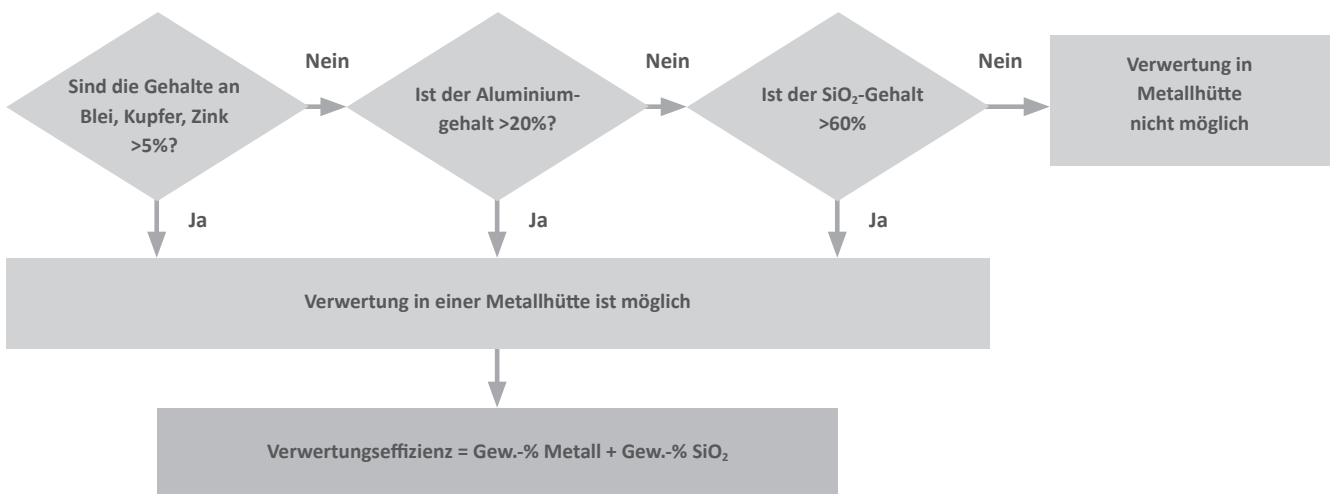 Sind die Gehalte an
Blei, Kupfer, Zink
>5%?
Nein
Ist der Aluminium-
gehalt >20%?
Nein
Ist der SiO₂-Gehalt
>60%
Nein
Verwertung in
Metallhütte
nicht möglich
Ja
Ja
Ja
Verwertung in einer Metallhütte ist möglich
Verwertungseffizienz = Gew.-% Metall + Gew.-% SiO₂